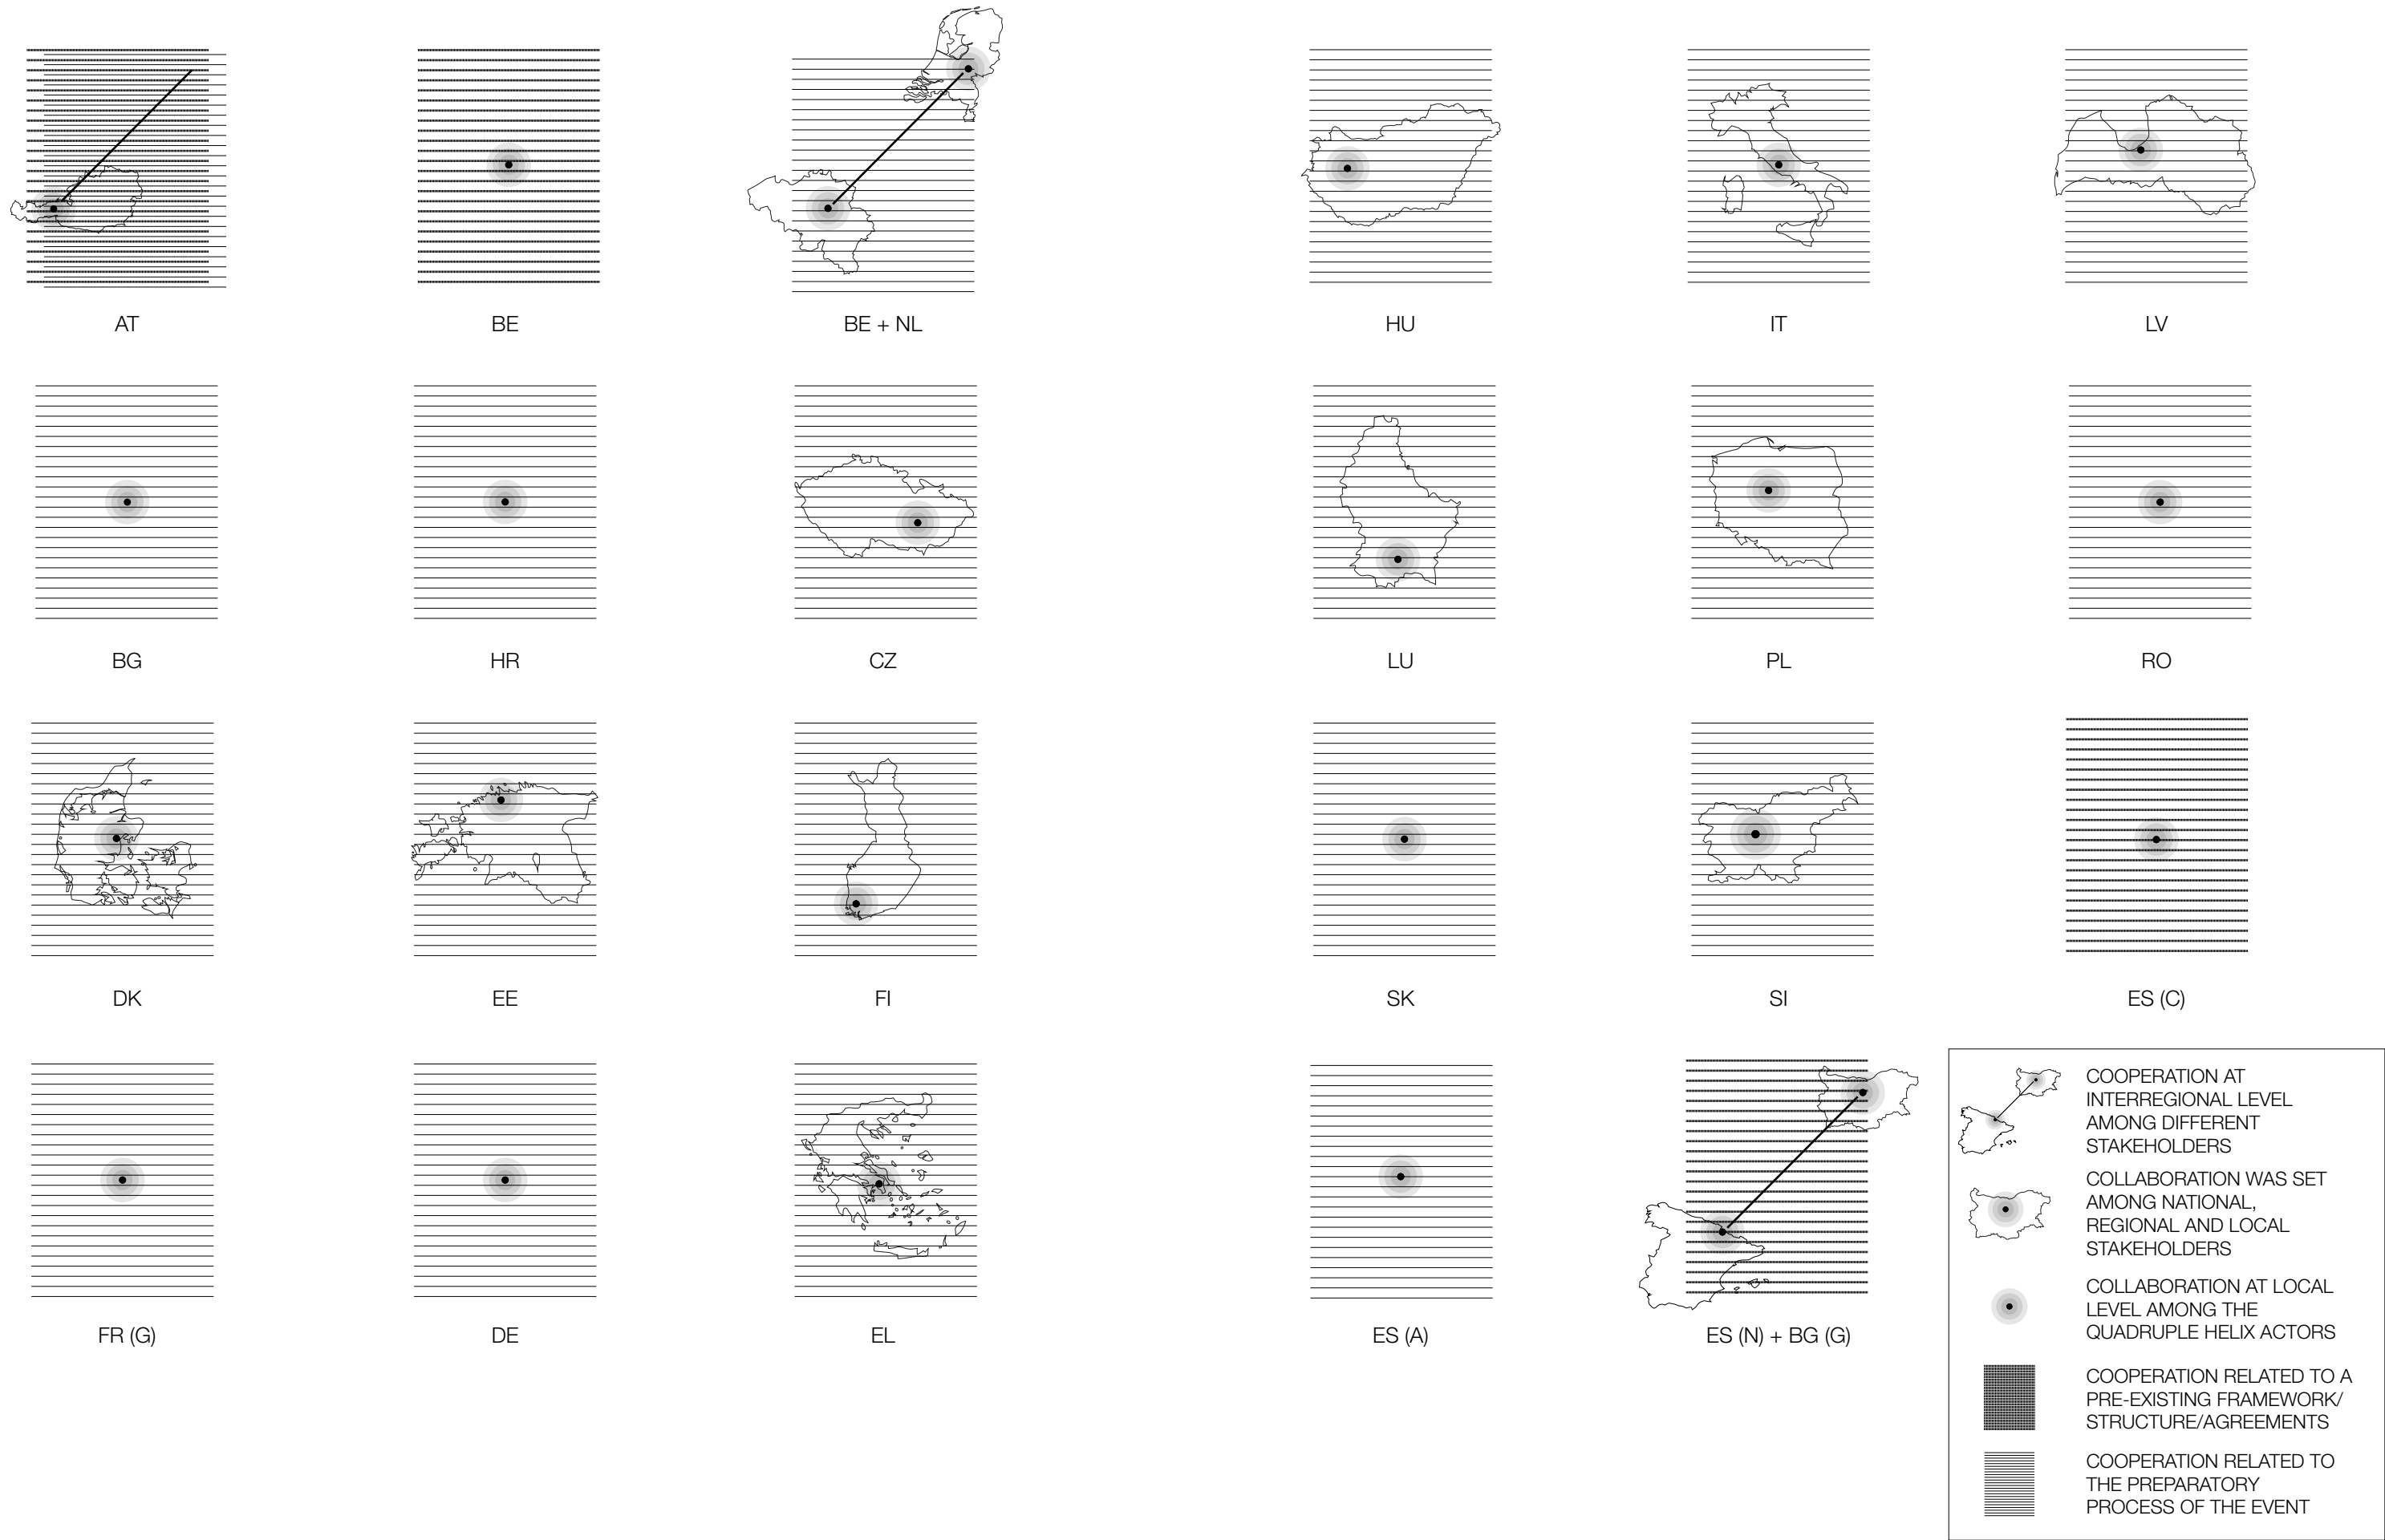 AT
BE
BE + NL
HU
IT
LV
BG
HR
CZ
LU
PL
RO
DK
EE
FI
SK
SI
ES (C)
FR (G)
DE
EL
ES (A)
ES (N) + BG (G)
COOPERATION AT
INTERREGIONAL LEVEL
AMONG DIFFERENT
STAKEHOLDERS
COLLABORATION WAS SET
AMONG NATIONAL,
REGIONAL AND LOCAL
STAKEHOLDERS
COLLABORATION AT LOCAL
LEVEL AMONG THE
QUADRUPLE HELIX ACTORS
COOPERATION RELATED TO A
PRE-EXISTING FRAMEWORK/
STRUCTURE/AGREEMENTS
COOPERATION RELATED TO
THE PREPARATORY
PROCESS OF THE EVENT